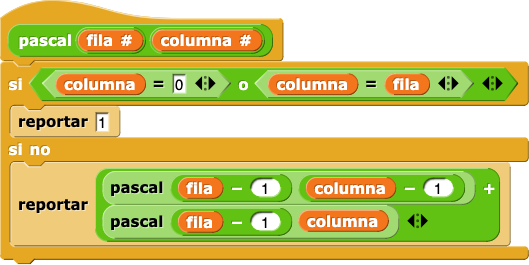 pascal fila # columna #
si columna = 0 o columna = fila
reportar 1
si no
pascal fila − 1 columna − 1 +
reportar
pascal fila − 1 columna